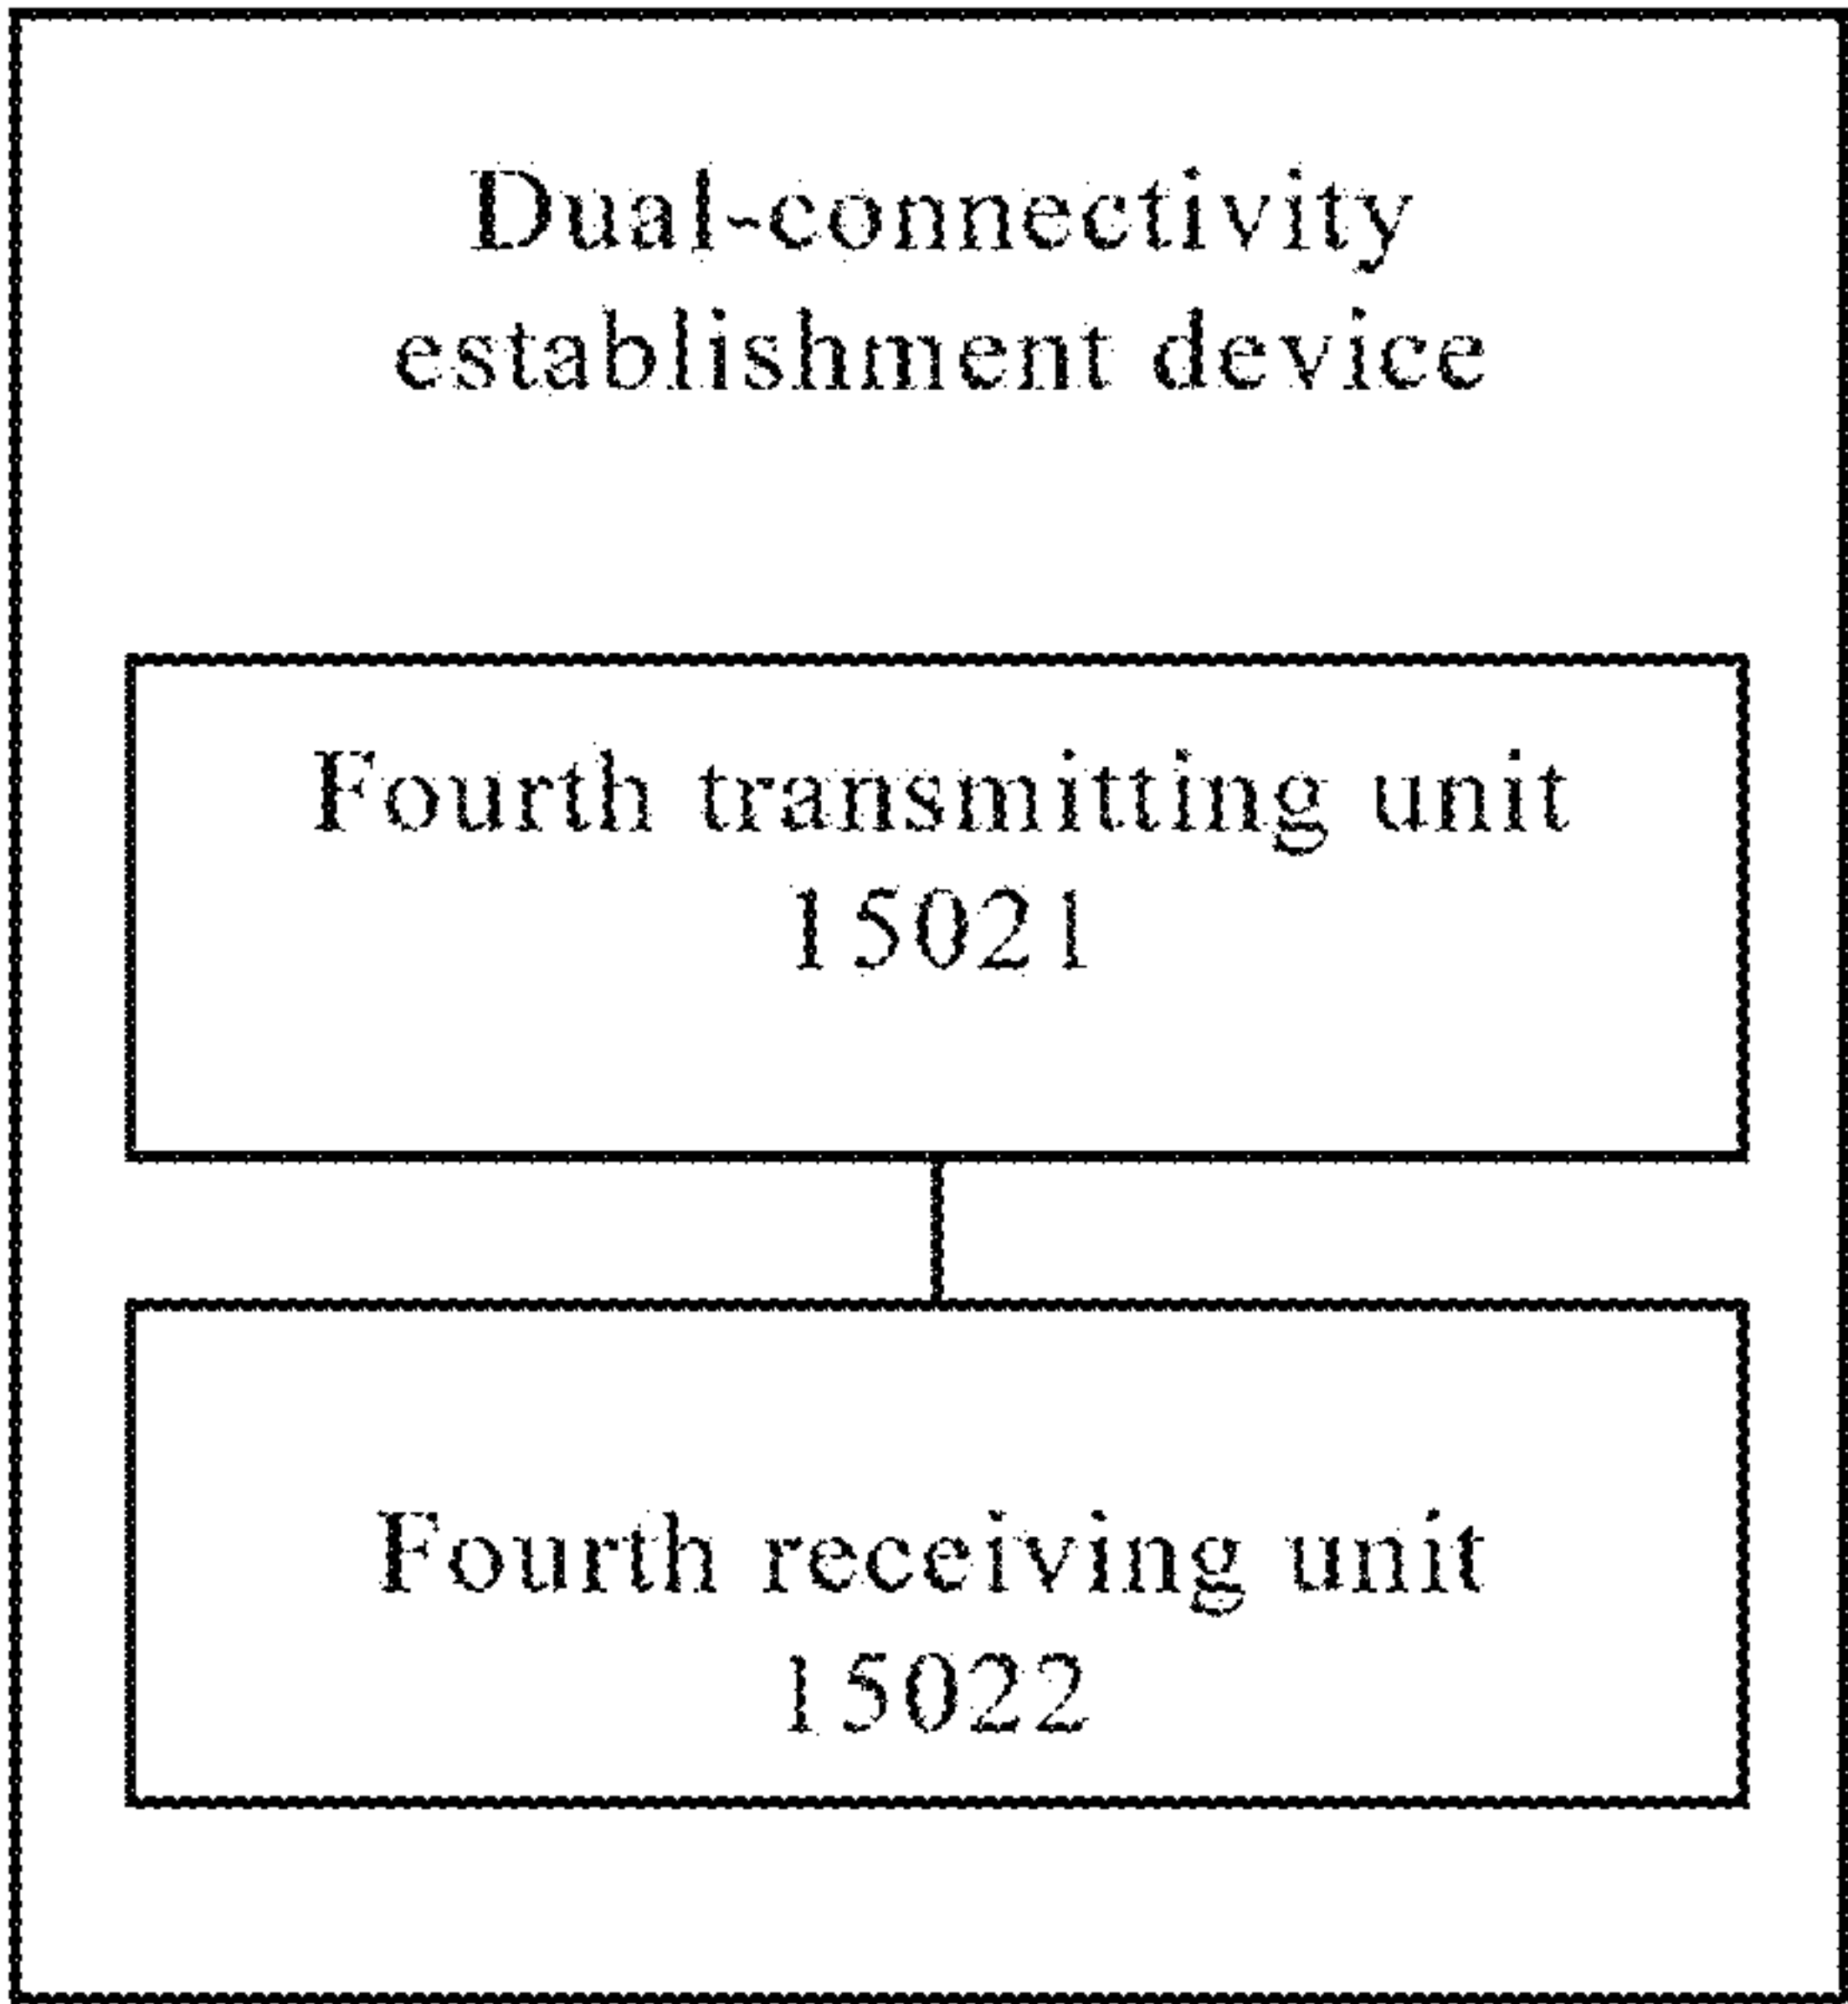 Dual-connectivity
establishment device
Fourth transmitting unit
15021
Fourth receiving unit
15022